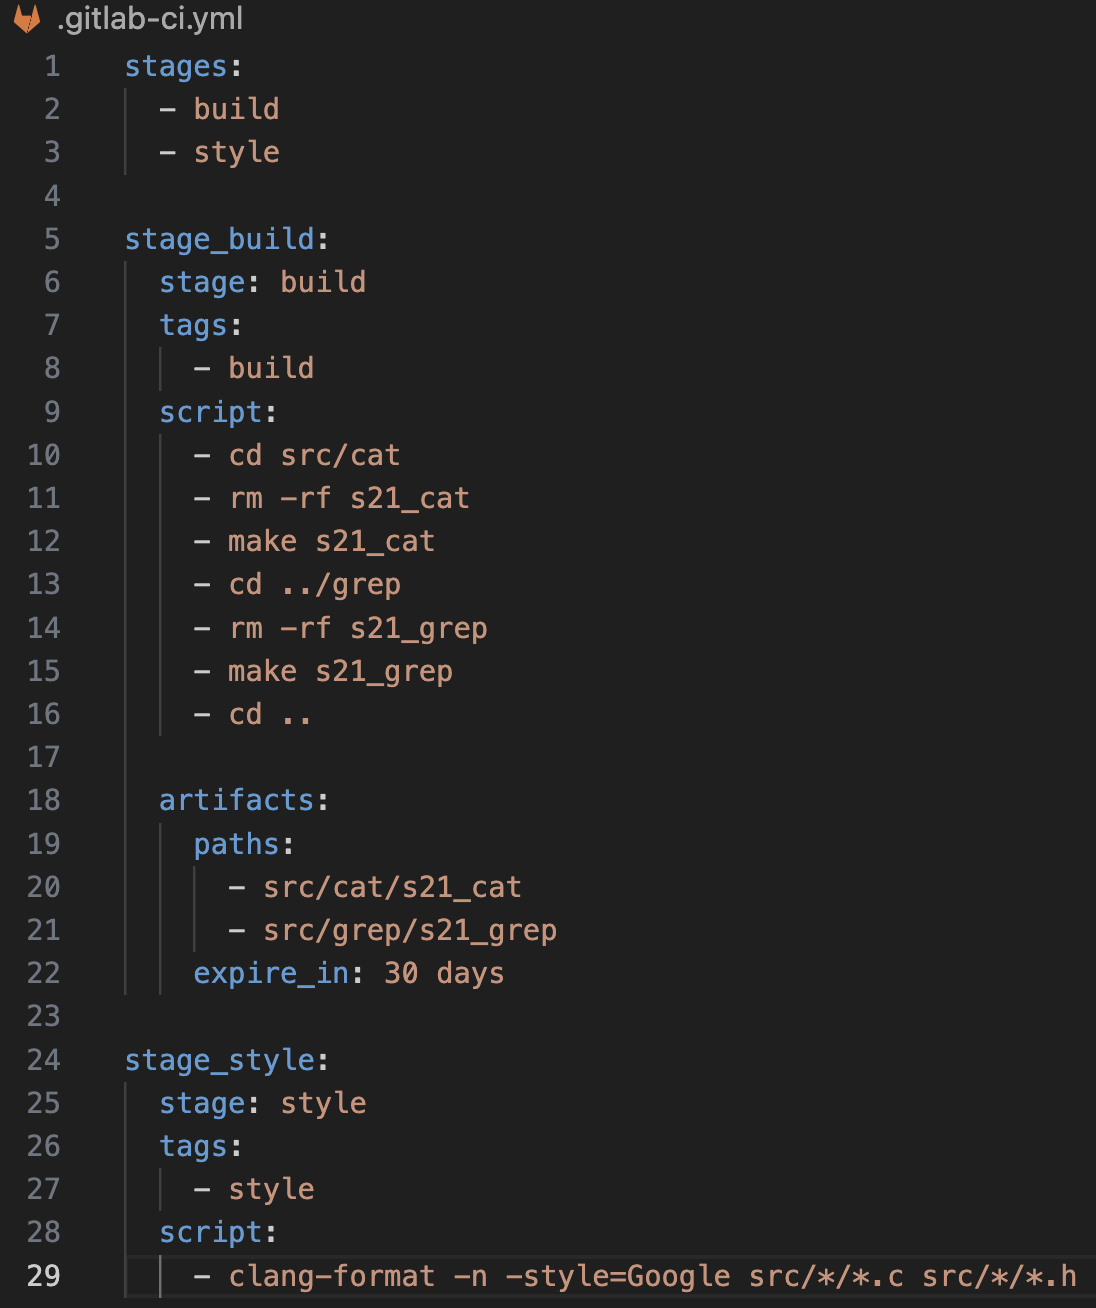 .gitlab-ci.yml
1 stages:
2   - build
3   - style
4
5 stage_build:
6   stage: build
7   tags:
8     - build
9   script:
10     - cd src/cat
11     - rm -rf s21_cat
12     - make s21_cat
13     - cd ../grep
14     - rm -rf s21_grep
15     - make s21_grep
16     - cd ..
17
18   artifacts:
19     paths:
20       - src/cat/s21_cat
21       - src/grep/s21_grep
22     expire_in: 30 days
23
24 stage_style:
25   stage: style
26   tags:
27     - style
28   script:
29     - clang-format -n -style=Google src/*/*.c src/*/*.h